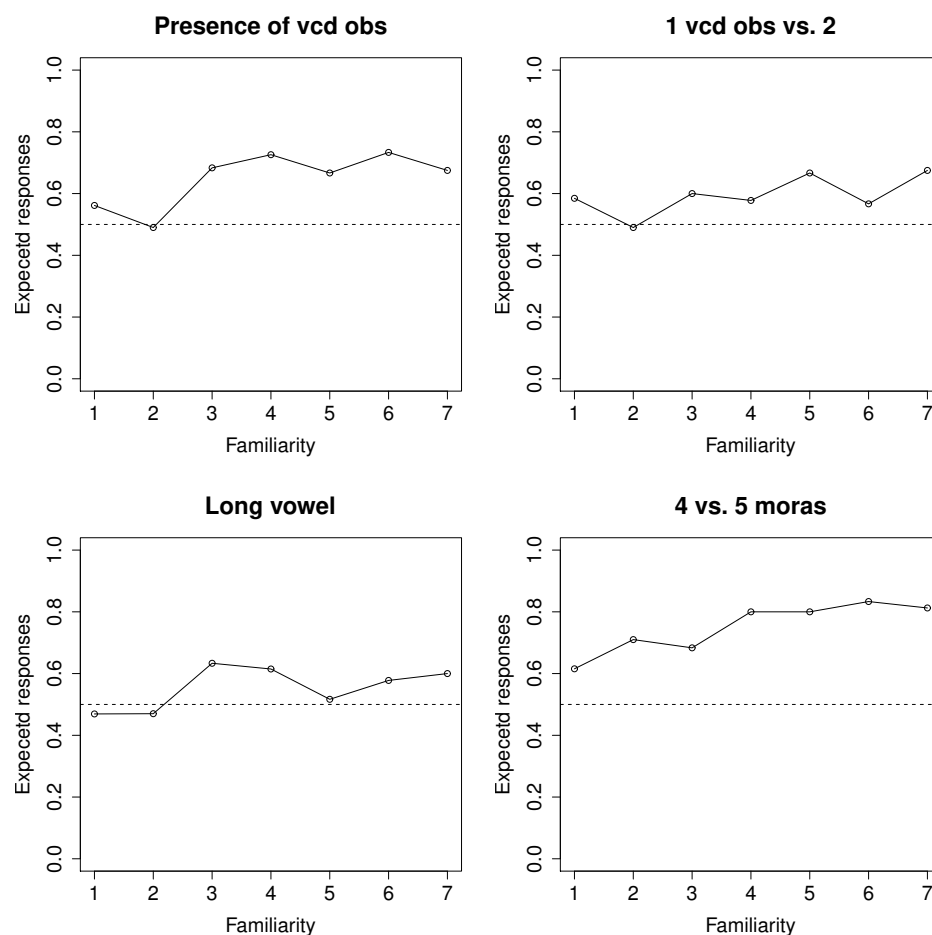 Presence of vcd obs
Expecetd responses
0.0 0.2 0.4 0.6 0.8 1.0
1 2 3 4 5 6 7
Familiarity
1 vcd obs vs. 2
Expecetd responses
0.0 0.2 0.4 0.6 0.8 1.0
1 2 3 4 5 6 7
Familiarity
Long vowel
Expecetd responses
0.0 0.2 0.4 0.6 0.8 1.0
1 2 3 4 5 6 7
Familiarity
4 vs. 5 moras
Expecetd responses
0.0 0.2 0.4 0.6 0.8 1.0
1 2 3 4 5 6 7
Familiarity